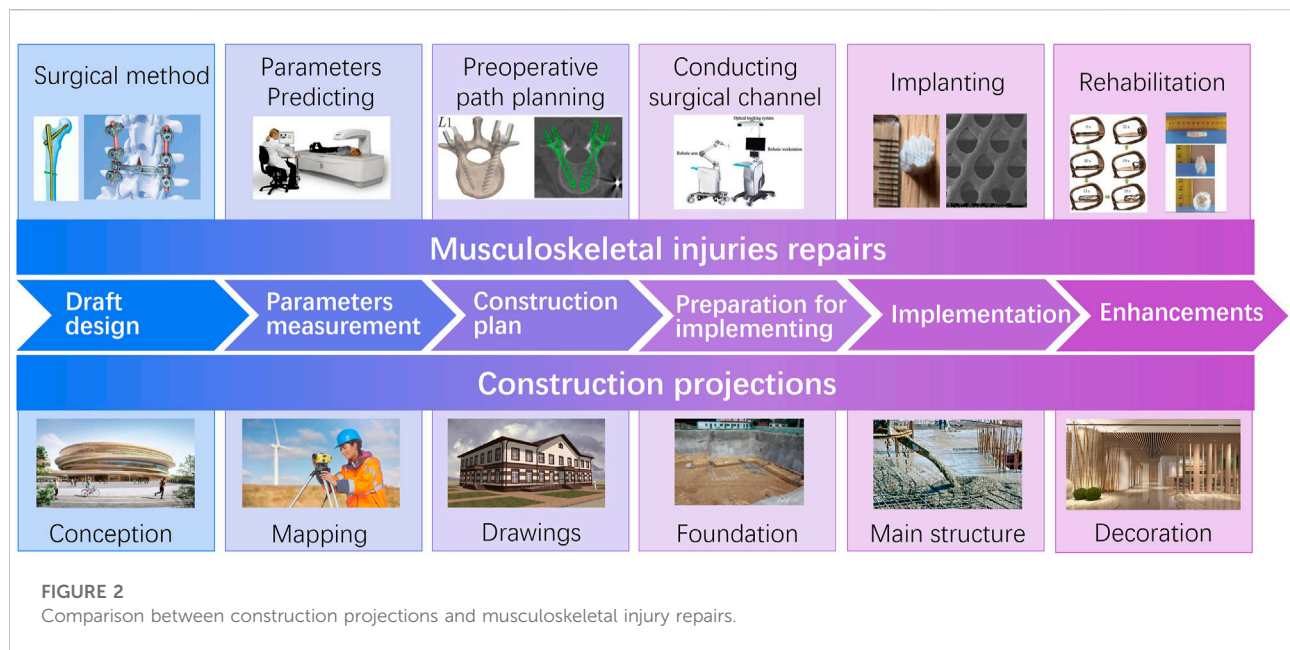 Surgical method
Parameters
Predicting
Preoperative
path planning
Conducting
surgical channel
Implanting
Rehabilitation
L1
Optical tracking system
Robotic arm
Robotic workstation
Musculoskeletal injuries repairs
Draft
design
Parameters
measurement
Construction
plan
Preparation for
implementing
Implementation
Enhancements
Construction projections
Conception
Mapping
Drawings
Foundation
Main structure
Decoration
FIGURE 2
Comparison between construction projections and musculoskeletal injury repairs.